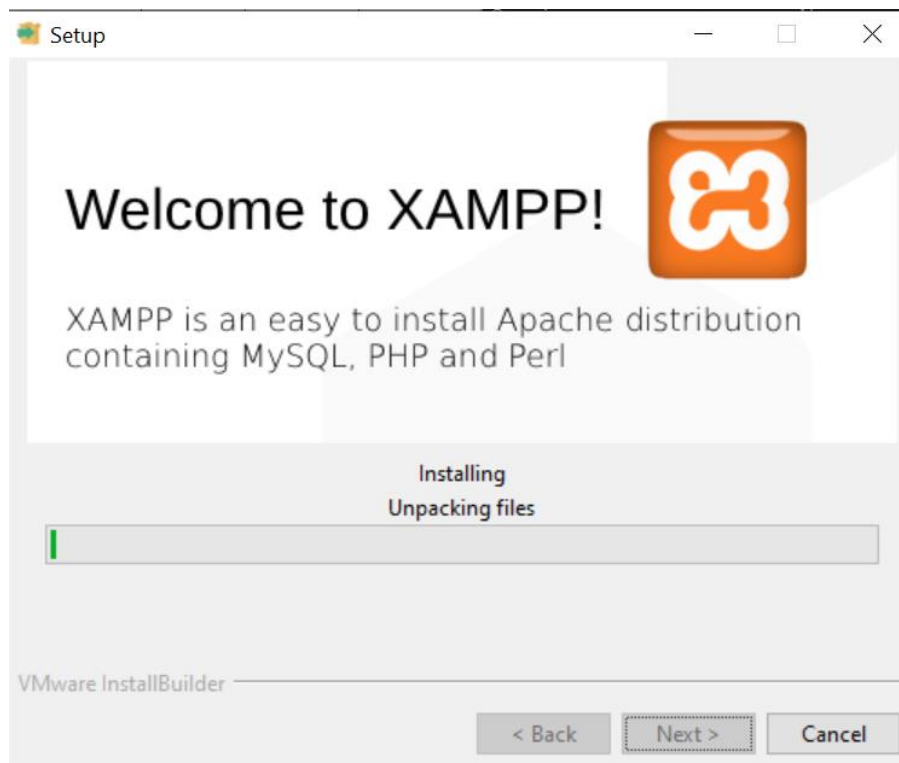 Setup
Welcome to XAMPP!
XAMPP is an easy to install Apache distribution
containing MySQL, PHP and Perl
Installing
Unpacking files
VMware InstallBuilder
< Back
Next >
Cancel